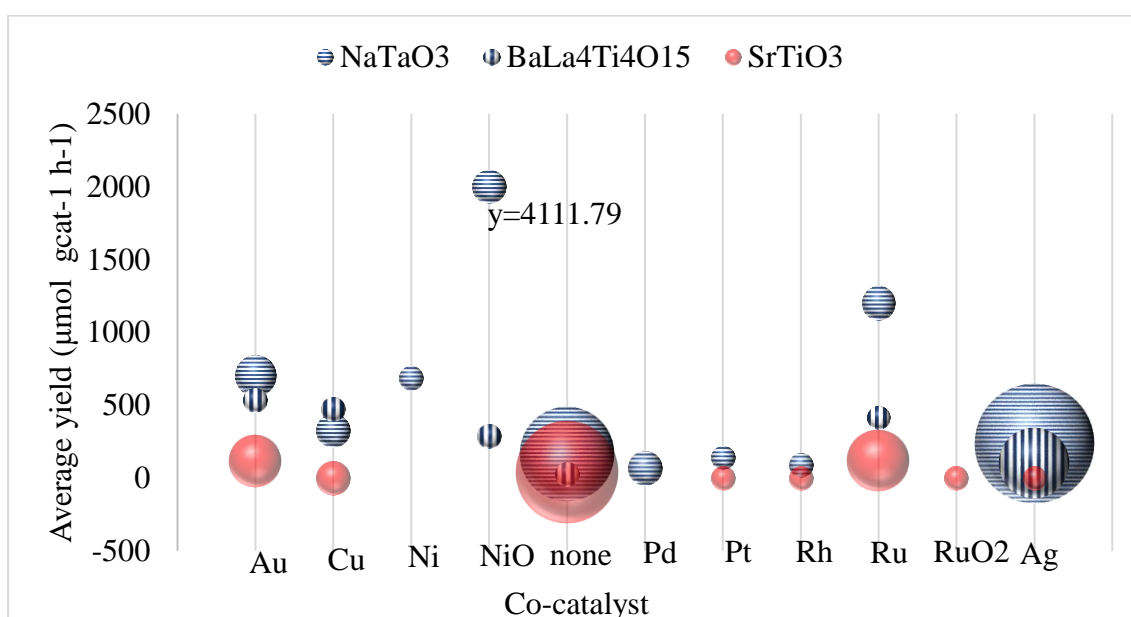 NaTaO3 BaLa4Ti4O15 SrTiO3
2500
2000
1500
1000
500
0
-500
Average yield (µmol gcat-1 h-1)
y=4111.79
Au Cu Ni NiO none Pd Pt Rh Ru RuO2 Ag
Co-catalyst